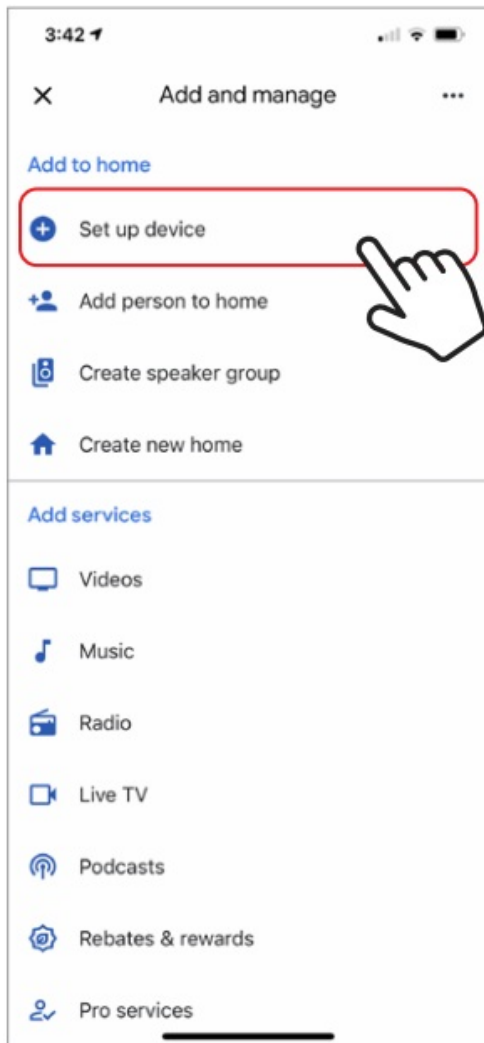 3:42
Add and manage
Add to home
Set up device
Add person to home
Create speaker group
Create new home
Add services
Videos
Music
Radio
Live TV
Podcasts
Rebates & rewards
Pro services